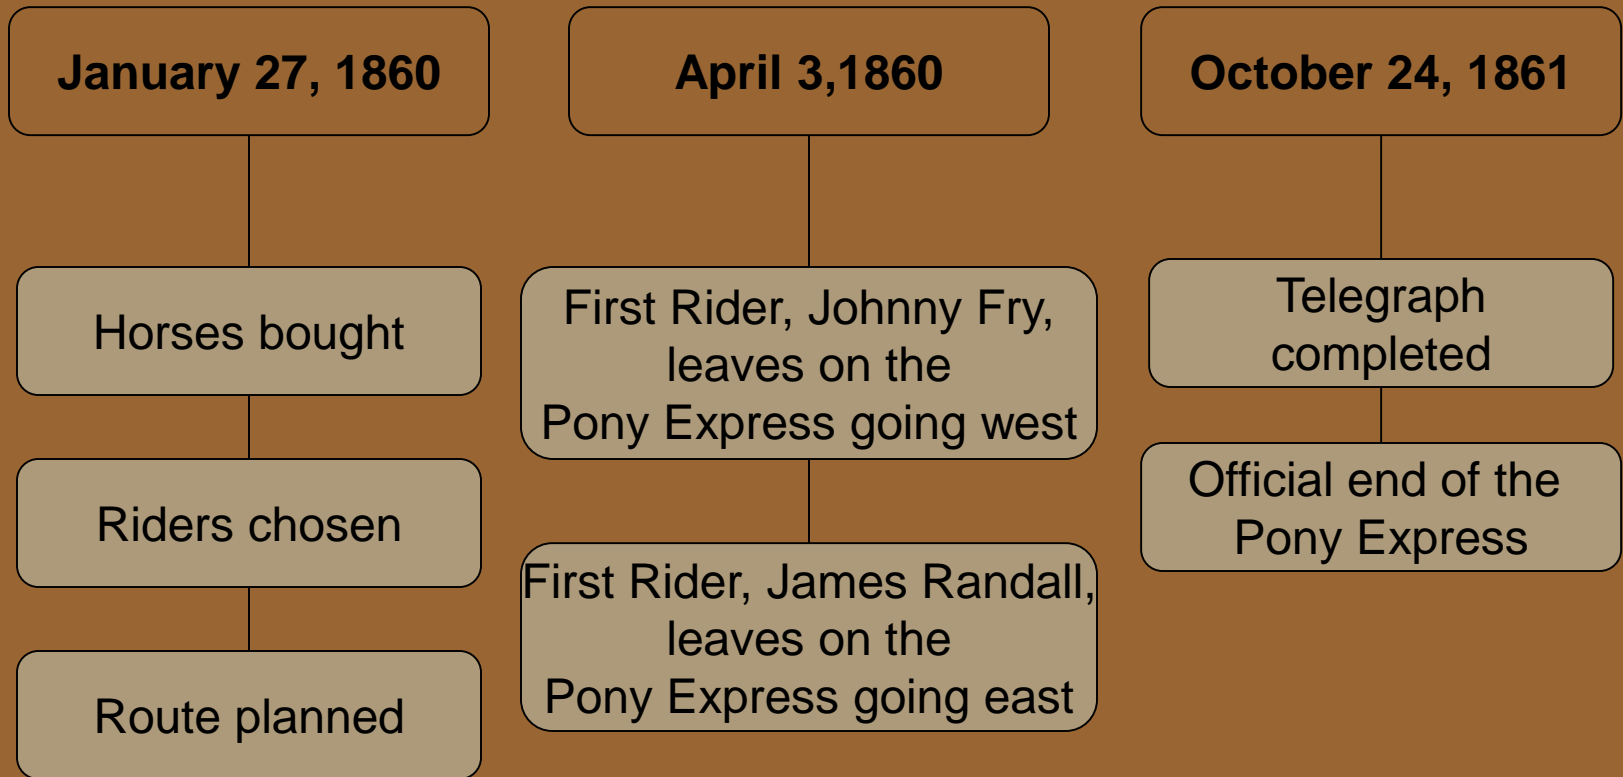 January 27, 1860
Horses bought
Riders chosen
Route planned
April 3,1860
First Rider, Johnny Fry,
leaves on the
Pony Express going west
First Rider, James Randall,
leaves on the
Pony Express going east
October 24, 1861
Telegraph
completed
Official end of the
Pony Express